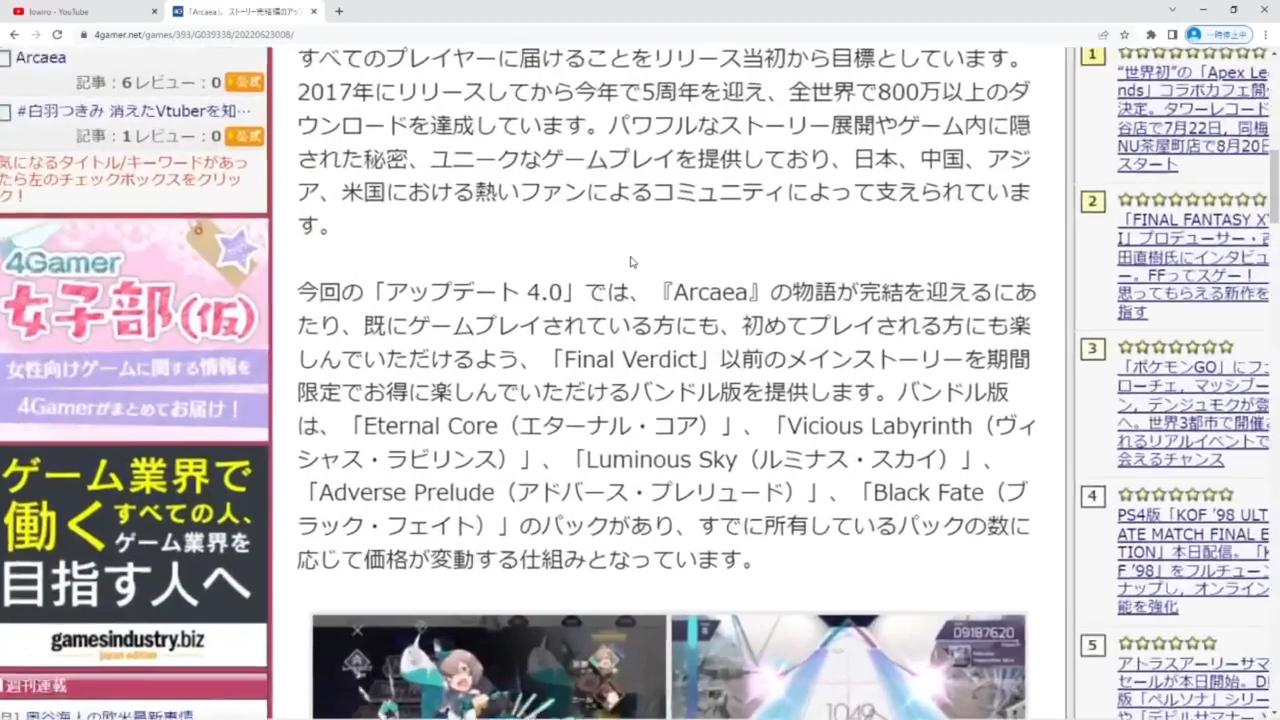 lowiro - YouTube
「Arcaea」，ストーリー完結編のアップ
4gamer.net/games/393/G039338/20220623008/
一時停止中
Arcaea
記事：6 レビュー：0 公式
#白羽つきみ 消えたVtuberを知…
記事：1 レビュー：0 公式
気になるタイトル/キーワードがあっ
たら左のチェックボックスをクリッ
ク！
4Gamer
女子部(仮)
女性向けゲームに関する情報を
4Gamerがまとめてお届け！
ゲーム業界で
働くすべての人、
ゲーム業界を
目指す人へ
gamesindustry.biz
japan edition
週刊連載
奥谷海人の欧米最新事情
すべてのプレイヤーに届けることをリリース当初から目標としています。
2017年にリリースしてから今年で5周年を迎え、全世界で800万以上のダ
ウンロードを達成しています。パワフルなストーリー展開やゲーム内に隠
された秘密、ユニークなゲームプレイを提供しており、日本、中国、アジ
ア、米国における熱いファンによるコミュニティによって支えられていま
す。
今回の「アップデート 4.0」では、『Arcaea』の物語が完結を迎えるにあ
たり、既にゲームプレイされている方にも、初めてプレイされる方にも楽
しんでいただけるよう、「Final Verdict」以前のメインストーリーを期間
限定でお得に楽しんでいただけるバンドル版を提供します。バンドル版
は、「Eternal Core（エターナル・コア）」、「Vicious Labyrinth（ヴィ
シャス・ラビリンス）」、「Luminous Sky（ルミナス・スカイ）」、
「Adverse Prelude（アドバース・プレリュード）」、「Black Fate（ブ
ラック・フェイト）」のパックがあり、すでに所有しているパックの数に
応じて価格が変動する仕組みとなっています。
09187620
1049
1
“世界初”の「Apex Le
nds」コラボカフェ開
決定。タワーレコード
谷店で7月22日，同梅
NU茶屋町店で8月20日
スタート
2
「FINAL FANTASY X
I」プロデューサー・吉
田直樹氏にインタビュ
ー。FFってスゲー！
思ってもらえる新作を
指す
3
「ポケモンGO」にフ
ローチェ，マッシブー
ン，デンジュモクが登
へ。世界3都市で開催
れるリアルイベントで
会えるチャンス
4
PS4版「KOF '98 ULT
ATE MATCH FINAL E
TION」本日配信。「K
F '98」をフルチュー
ナップし，オンライン
能を強化
5
アトラスアーリーサマ
セールが本日開始。D
版「ペルソナ」シリー
や「デビルサマナー